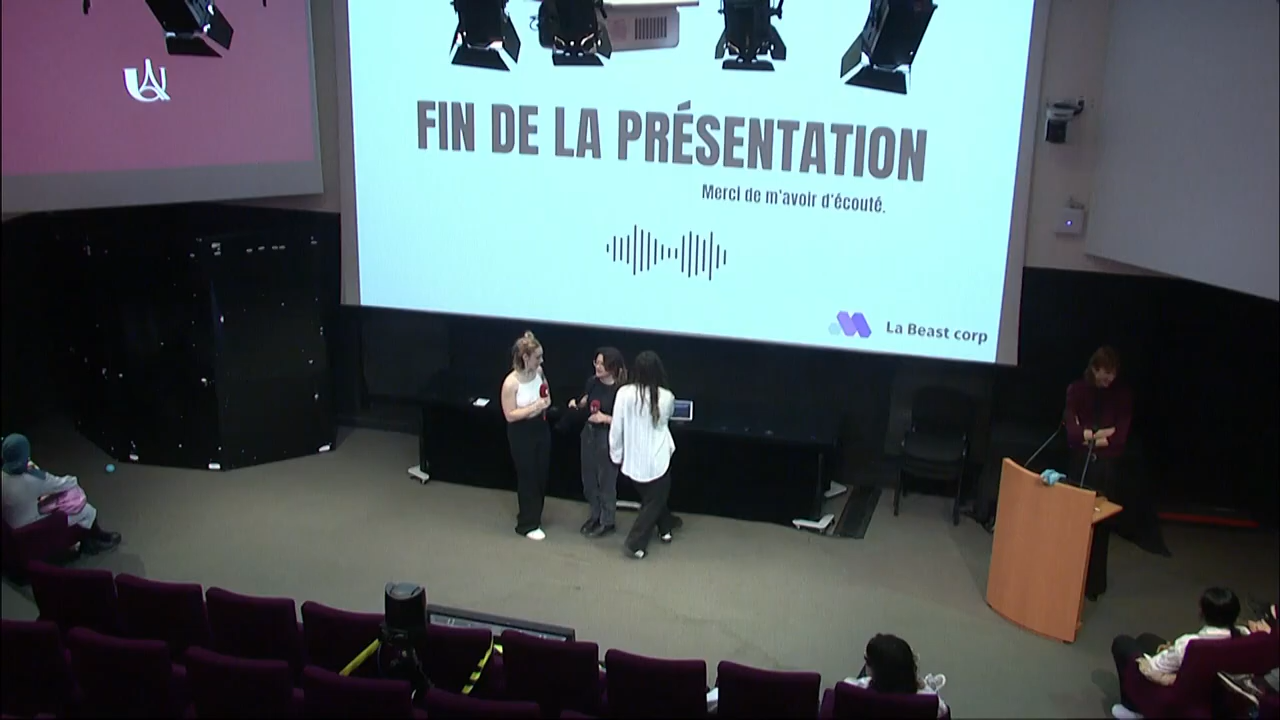 FIN DE LA PRÉSENTATION
Merci de m'avoir d'écouté.
La Beast corp